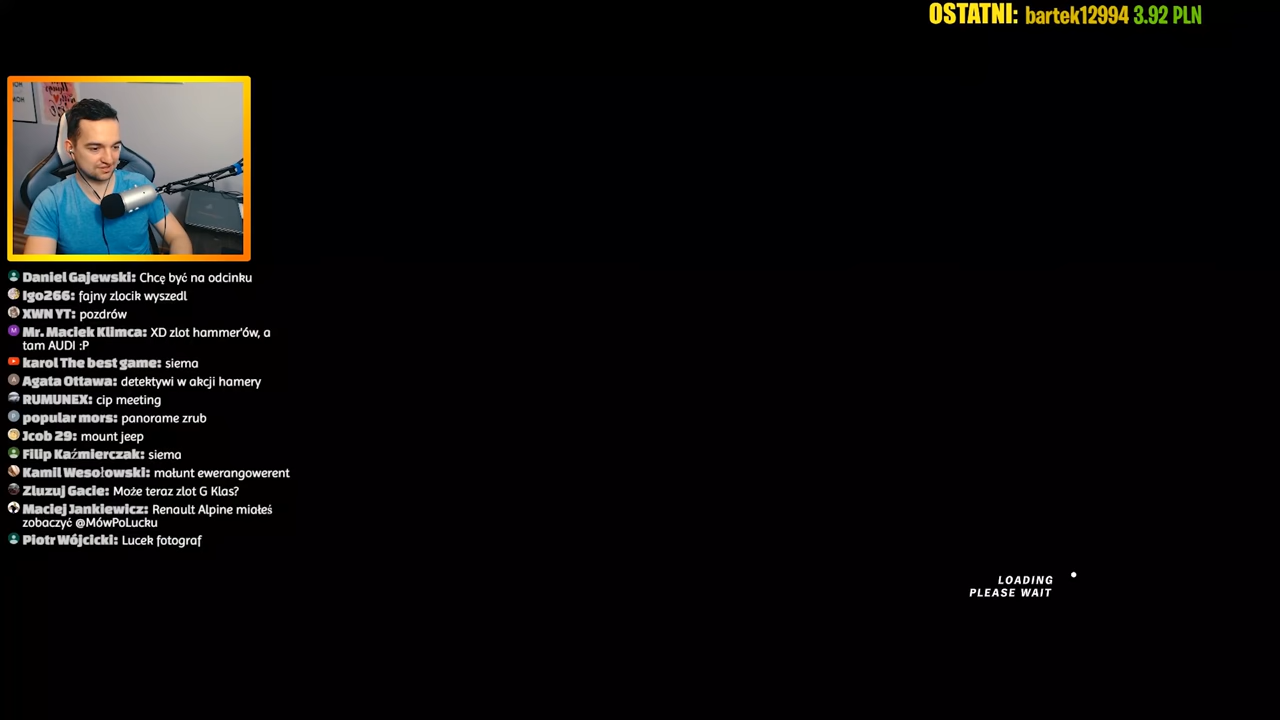 OSTATNI: bartek12994 3.92 PLN
Daniel Gajewski: Chcę być na odcinku
Igo266: fajny zlocik wyszedl
XWN YT: pozdrów
Mr. Maciek Klimca: XD zlot hammer'ów, a
tam AUDI :P
karol The best game: siema
Agata Ottawa: detektywi w akcji hamery
RUMUNEX: cip meeting
popular mors: panorame zrub
Jcob 29: mount jeep
Filip Kaźmierczak: siema
Kamil Wesołowski: małunt ewerangowerent
Zluzuj Gacie: Może teraz zlot G Klas?
Maciej Jankiewicz: Renault Alpine miałeś
zobaczyć @MówPoLucku
Piotr Wójcicki: Lucek fotograf
LOADING
PLEASE WAIT